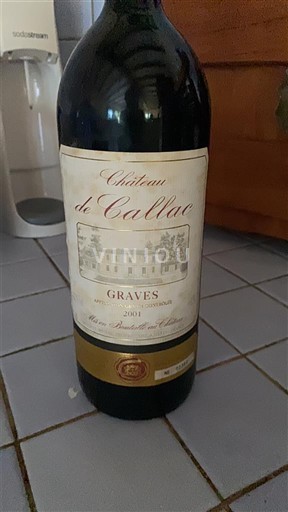 sodastream
Château
de Callac
VINIOU
GRAVES
2001
Mis en Bouteille au Château